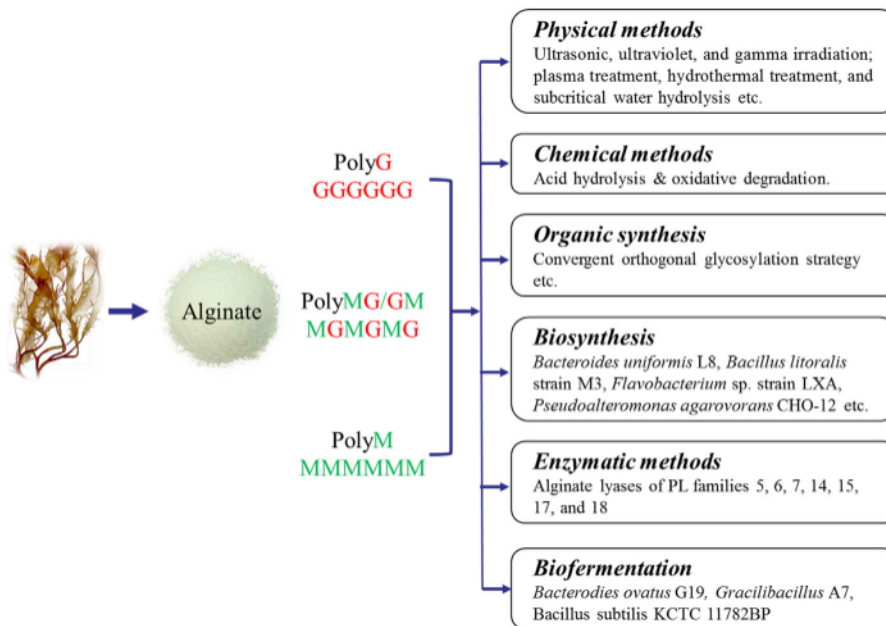 Physical methods
Ultrasonic, ultraviolet, and gamma irradiation;
plasma treatment, hydrothermal treatment, and
subcritical water hydrolysis etc.
Chemical methods
Acid hydrolysis & oxidative degradation.
PolyG
GGGGGG
Organic synthesis
Convergent orthogonal glycosylation strategy
etc.
Alginate
PolyMG/GM
MGMGMG
Biosynthesis
Bacteroides uniformis L8, Bacillus litoralis
strain M3, Flavobacterium sp. strain LXA,
Pseudoalteromonas agarovorans CHO-12 etc.
PolyM
MMMMMM
Enzymatic methods
Alginate lyases of PL families 5, 6, 7, 14, 15,
17, and 18
Biofermentation
Bacterodies ovatus G19, Gracilibacillus A7,
Bacillus subtilis KCTC 11782BP